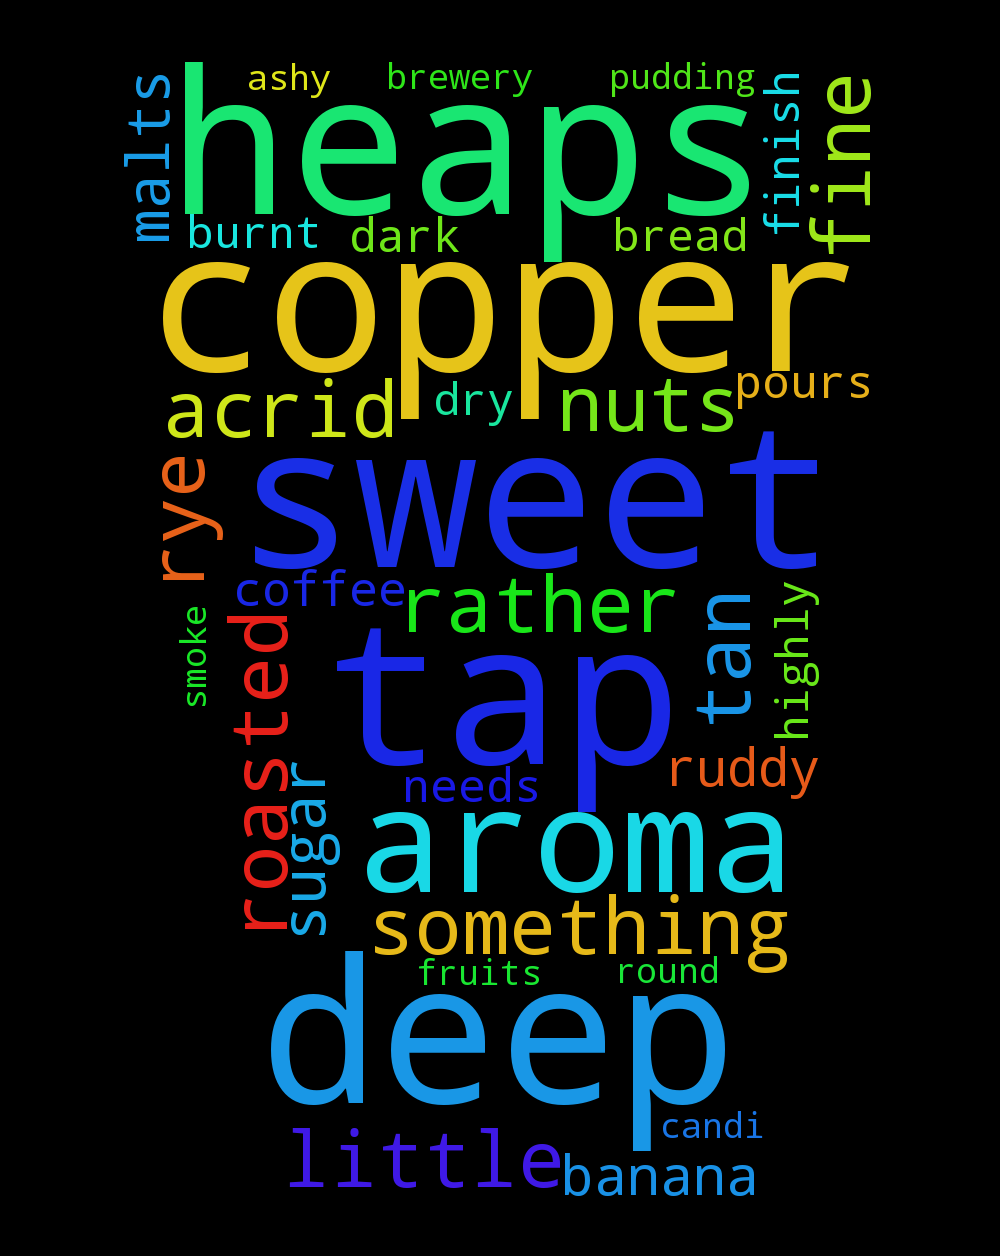 ashy brewery pudding
malts heaps finish fine
burnt dark bread
copper
acrid dry nuts pours
rye sweet
coffee rather
smoke roasted tap tan highly
needs ruddy
sugar aroma
something
fruits round
deep
candi
little banana